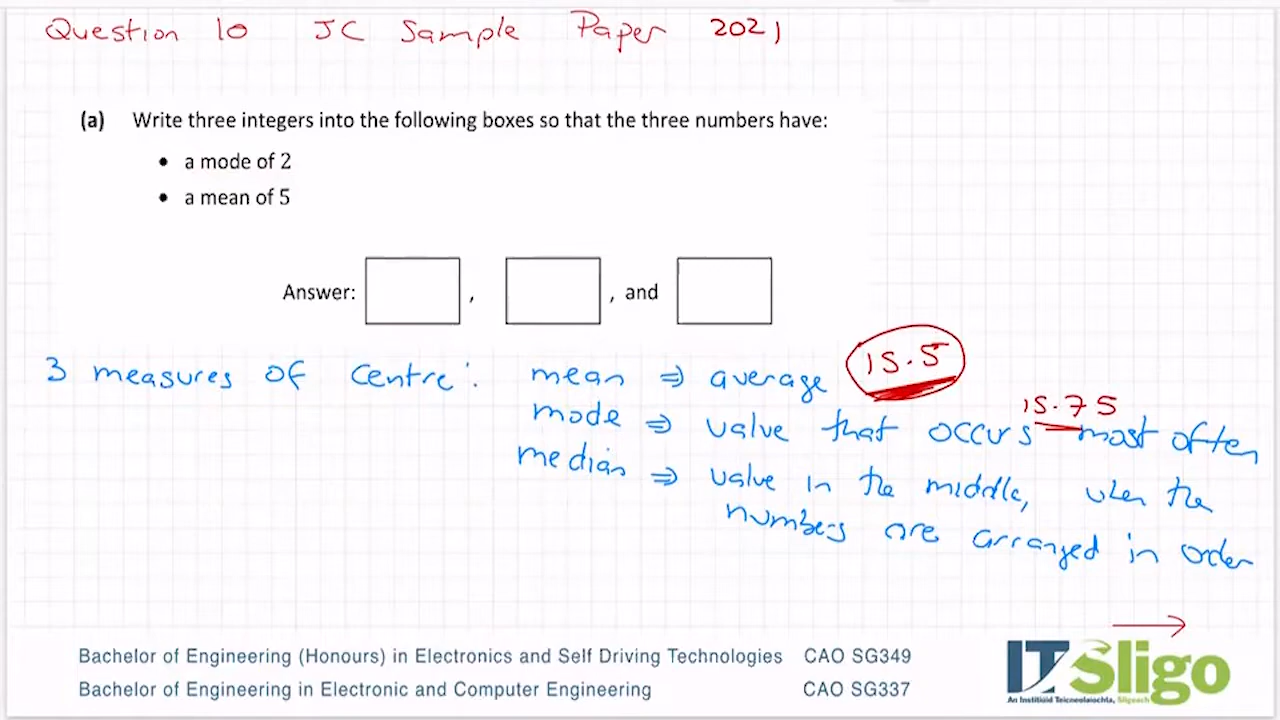 Question 10 JC Sample Paper 2021
(a) Write three integers into the following boxes so that the three numbers have:
• a mode of 2
• a mean of 5
Answer: , , and
3 measures of centre: mean ⇒ average 15.5
15.75
mode ⇒ value that occurs most often
median ⇒ value in the middle, when the
numbers are arranged in order
Bachelor of Engineering (Honours) in Electronics and Self Driving Technologies CAO SG349
Bachelor of Engineering in Electronic and Computer Engineering CAO SG337
IT Sligo
An Institiúid Teicneolaíochta, Sligeach